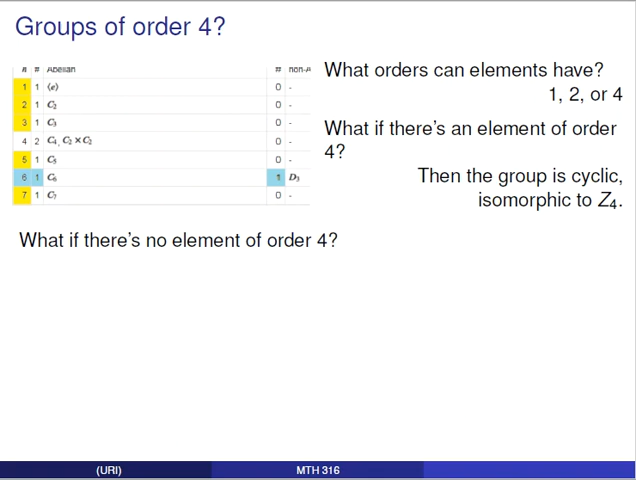 Groups of order 4?
n # Abelian # non-A
1 1 ⟨e⟩ 0 -
2 1 C₂ 0 -
3 1 C₃ 0 -
4 2 C₄, C₂ × C₂ 0 -
5 1 C₅ 0 -
6 1 C₆ 1 D₃
7 1 C₇ 0 -
What orders can elements have?
1, 2, or 4
What if there's an element of order
4?
Then the group is cyclic,
isomorphic to Z₄.
What if there's no element of order 4?
(URI) MTH 316